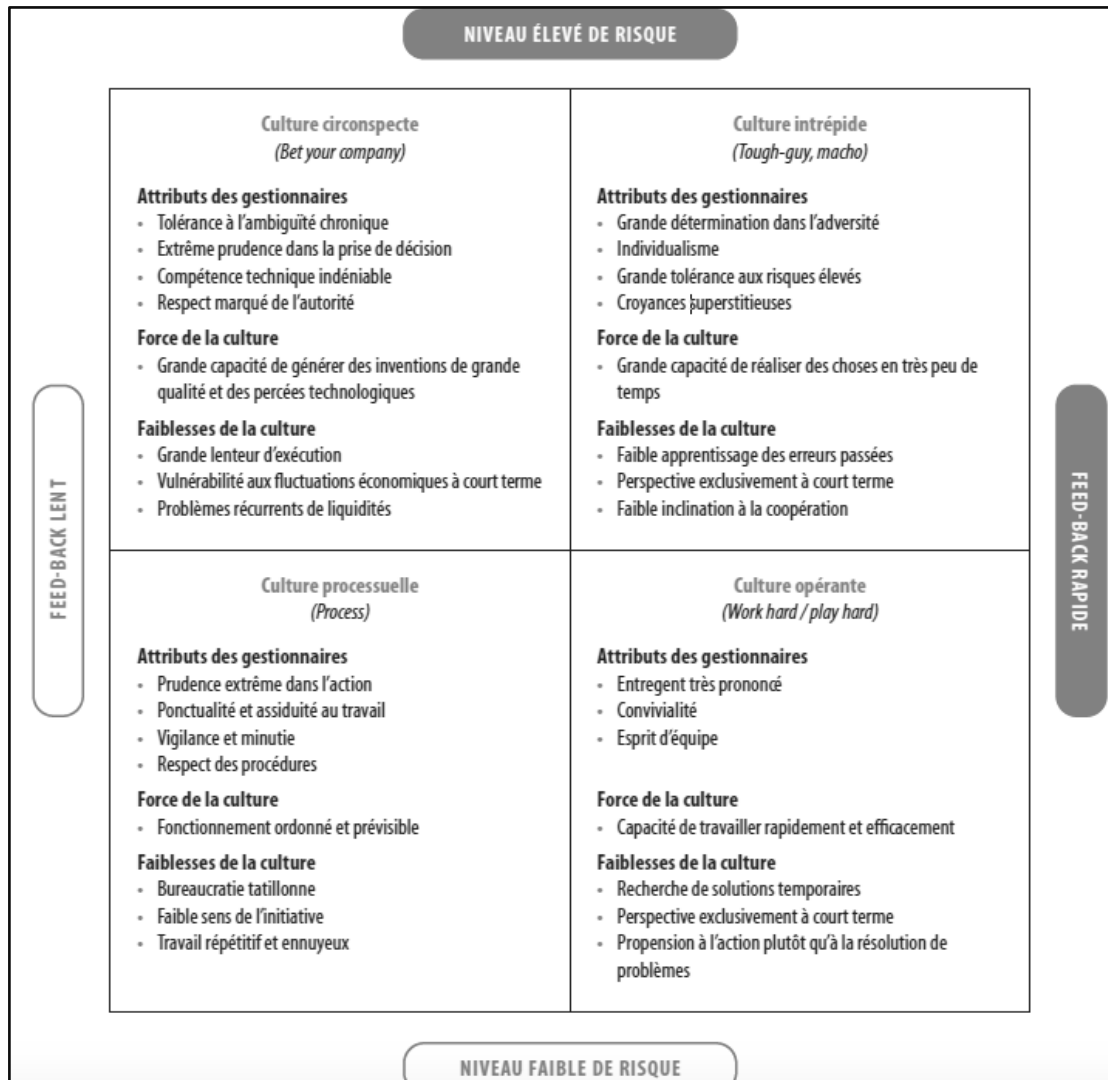 NIVEAU ÉLEVÉ DE RISQUE
Culture circonspecte
(Bet your company)
Attributs des gestionnaires
- Tolérance à l'ambiguïté chronique
- Extrême prudence dans la prise de décision
- Compétence technique indéniable
- Respect marqué de l'autorité
Force de la culture
- Grande capacité de générer des inventions de grande
qualité et des percées technologiques
Faiblesses de la culture
- Grande lenteur d'exécution
- Vulnérabilité aux fluctuations économiques à court terme
- Problèmes récurrents de liquidités
Culture intrépide
(Tough-guy, macho)
Attributs des gestionnaires
- Grande détermination dans l'adversité
- Individualisme
- Grande tolérance aux risques élevés
- Croyances superstitieuses
Force de la culture
- Grande capacité de réaliser des choses en très peu de
temps
Faiblesses de la culture
- Faible apprentissage des erreurs passées
- Perspective exclusivement à court terme
- Faible inclination à la coopération
FEED-BACK LENT
FEED-BACK RAPIDE
Culture processuelle
(Process)
Attributs des gestionnaires
- Prudence extrême dans l'action
- Ponctualité et assiduité au travail
- Vigilance et minutie
- Respect des procédures
Force de la culture
- Fonctionnement ordonné et prévisible
Faiblesses de la culture
- Bureaucratie tatillonne
- Faible sens de l'initiative
- Travail répétitif et ennuyeux
Culture opérante
(Work hard / play hard)
Attributs des gestionnaires
- Entregent très prononcé
- Convivialité
- Esprit d'équipe
Force de la culture
- Capacité de travailler rapidement et efficacement
Faiblesses de la culture
- Recherche de solutions temporaires
- Perspective exclusivement à court terme
- Propension à l'action plutôt qu'à la résolution de
problèmes
NIVEAU FAIBLE DE RISQUE